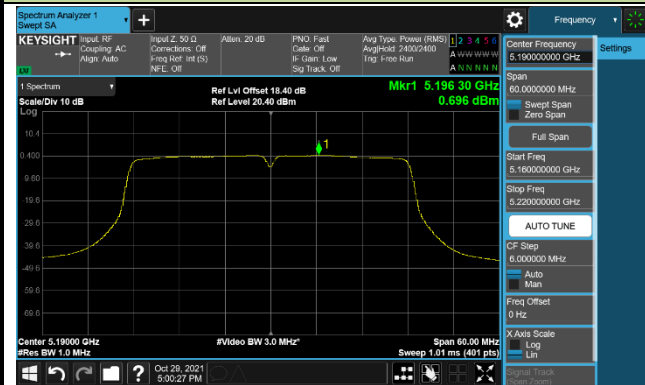 Spectrum Analyzer 1
Swept SA
Frequency
KEYSIGHT
Input: RF
Coupling: AC
Align: Auto
Input Z: 50 Ω
Corrections: Off
Freq Ref: Int (S)
NFE: Off
Atten: 20 dB
PNO: Fast
Gate: Off
IF Gain: Low
Sig Track: Off
Avg Type: Power (RMS)
Avg|Hold: 2400/2400
Trig: Free Run
1 2 3 4 5 6
A W W W W W
A N N N N N
1 Spectrum
Scale/Div 10 dB
Log
Ref Lvl Offset 18.40 dB
Ref Level 20.40 dBm
Mkr1 5.196 30 GHz
0.696 dBm
10.4
0.400
-9.60
-19.6
-29.6
-39.6
-49.6
-59.6
-69.6
1
Center 5.19000 GHz
#Res BW 1.0 MHz
#Video BW 3.0 MHz*
Span 60.00 MHz
Sweep 1.01 ms (401 pts)
Oct 29, 2021
5:00:27 PM
Center Frequency
5.190000000 GHz
Settings
Span
60.0000000 MHz
Swept Span
Zero Span
Full Span
Start Freq
5.160000000 GHz
Stop Freq
5.220000000 GHz
AUTO TUNE
CF Step
6.000000 MHz
Auto
Man
Freq Offset
0 Hz
X Axis Scale
Log
Lin
Signal Track
(Span Zoom)